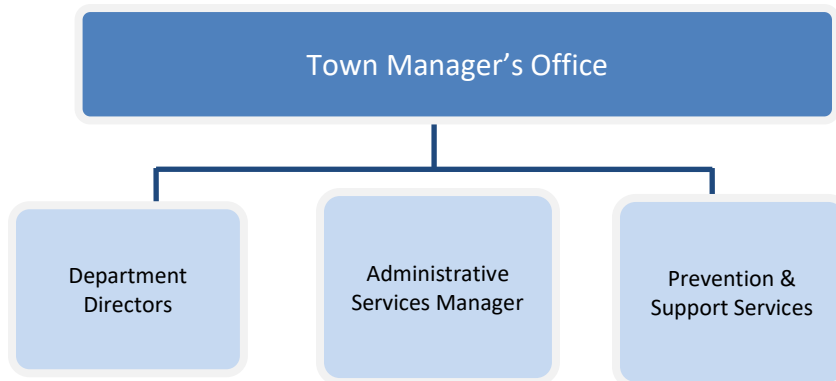 Town Manager’s Office
Department
Directors
Administrative
Services Manager
Prevention &
Support Services